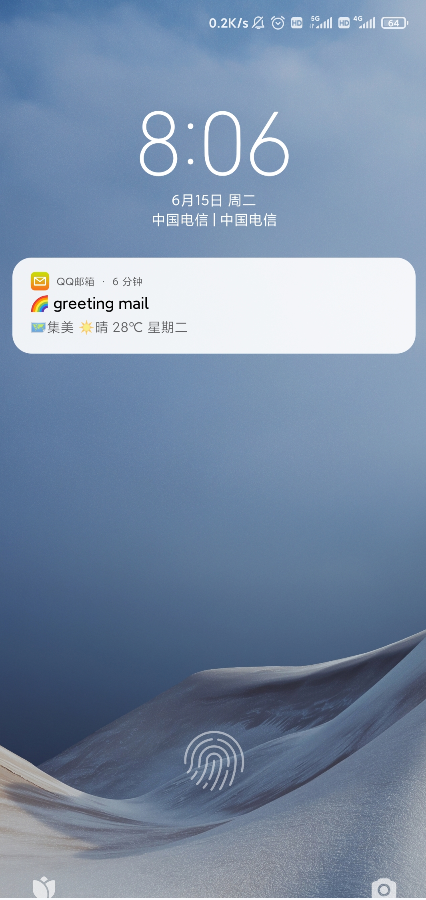 0.2K/s HD 5G HD 4G 64
8:06
6月15日 周二
中国电信 | 中国电信
QQ邮箱 · 6 分钟
🌈 greeting mail
🗺️集美 ☀️晴 28℃ 星期二